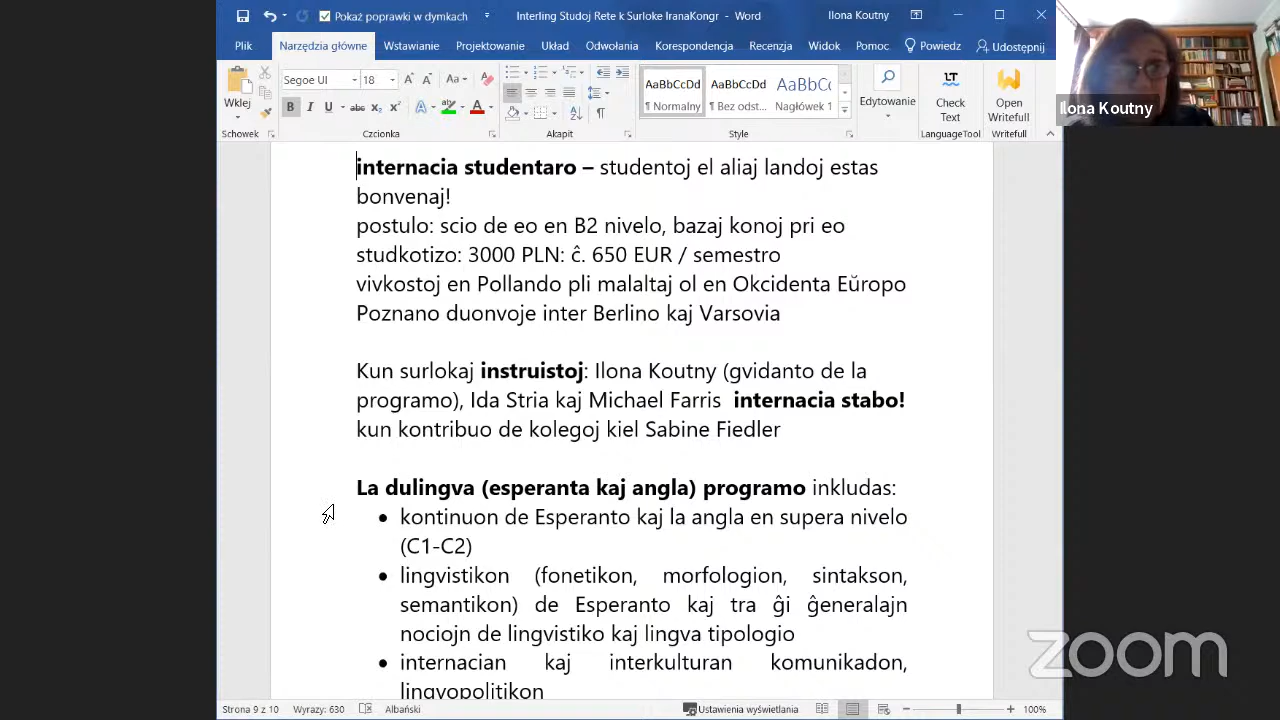 Pokaż poprawki w dymkach
Interling Studoj Rete k Surloke IranaKongr - Word
Ilona Koutny
Plik Narzędzia główne Wstawianie Projektowanie Układ Odwołania Korespondencja Recenzja Widok Pomoc Powiedz Udostępnij
Wklej
Segoe UI 18
Aa
B I U abc X₂ X²
AaBbCcDd AaBbCcDd AaBbCc
¶ Normalny ¶ Bez odst... Nagłówek 1
Edytowanie
Check Text
Open Writefull
Schowek Czcionka Akapit Style LanguageTool Writefull
Ilona Koutny
internacia studentaro – studentoj el aliaj landoj estas
bonvenaj!
postulo: scio de eo en B2 nivelo, bazaj konoj pri eo
studkotizo: 3000 PLN: ĉ. 650 EUR / semestro
vivkostoj en Pollando pli malaltaj ol en Okcidenta Eŭropo
Poznano duonvoje inter Berlino kaj Varsovia
Kun surlokaj instruistoj: Ilona Koutny (gvidanto de la
programo), Ida Stria kaj Michael Farris internacia stabo!
kun kontribuo de kolegoj kiel Sabine Fiedler
La dulingva (esperanta kaj angla) programo inkludas:
• kontinuon de Esperanto kaj la angla en supera nivelo
(C1-C2)
• lingvistikon (fonetikon, morfologion, sintakson,
semantikon) de Esperanto kaj tra ĝi ĝeneralajn
nociojn de lingvistiko kaj lingva tipologio
• internacian kaj interkulturan komunikadon,
lingvopolitikon
zoom
Strona 9 z 10 Wyrazy: 630 Albański Ustawienia wyświetlania 100%